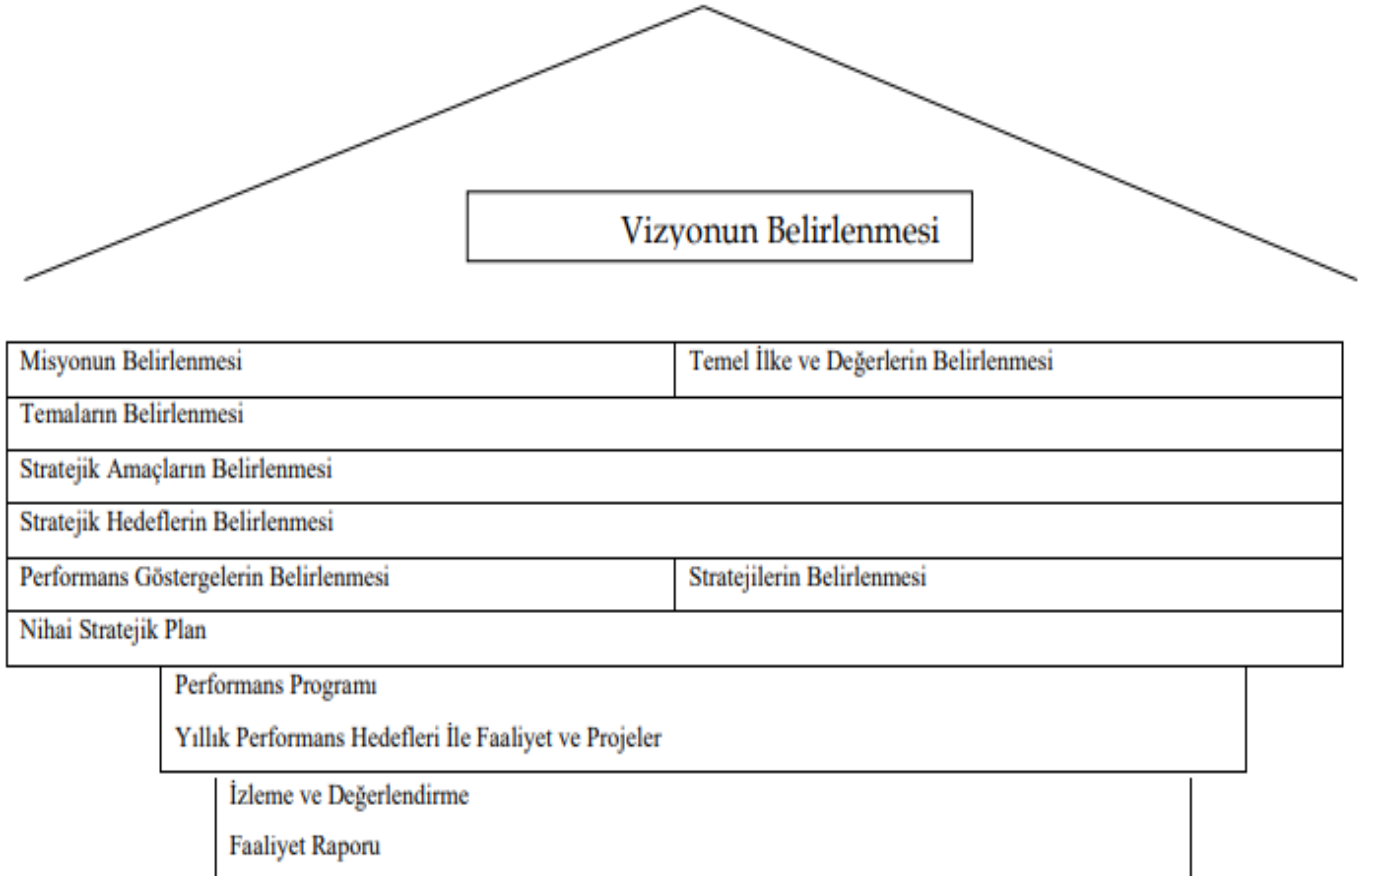 Vizyonun Belirlenmesi
Misyonun Belirlenmesi
Temel İlke ve Değerlerin Belirlenmesi
Temaların Belirlenmesi
Stratejik Amaçların Belirlenmesi
Stratejik Hedeflerin Belirlenmesi
Performans Göstergelerin Belirlenmesi
Stratejilerin Belirlenmesi
Nihai Stratejik Plan
Performans Programı
Yıllık Performans Hedefleri İle Faaliyet ve Projeler
İzleme ve Değerlendirme
Faaliyet Raporu